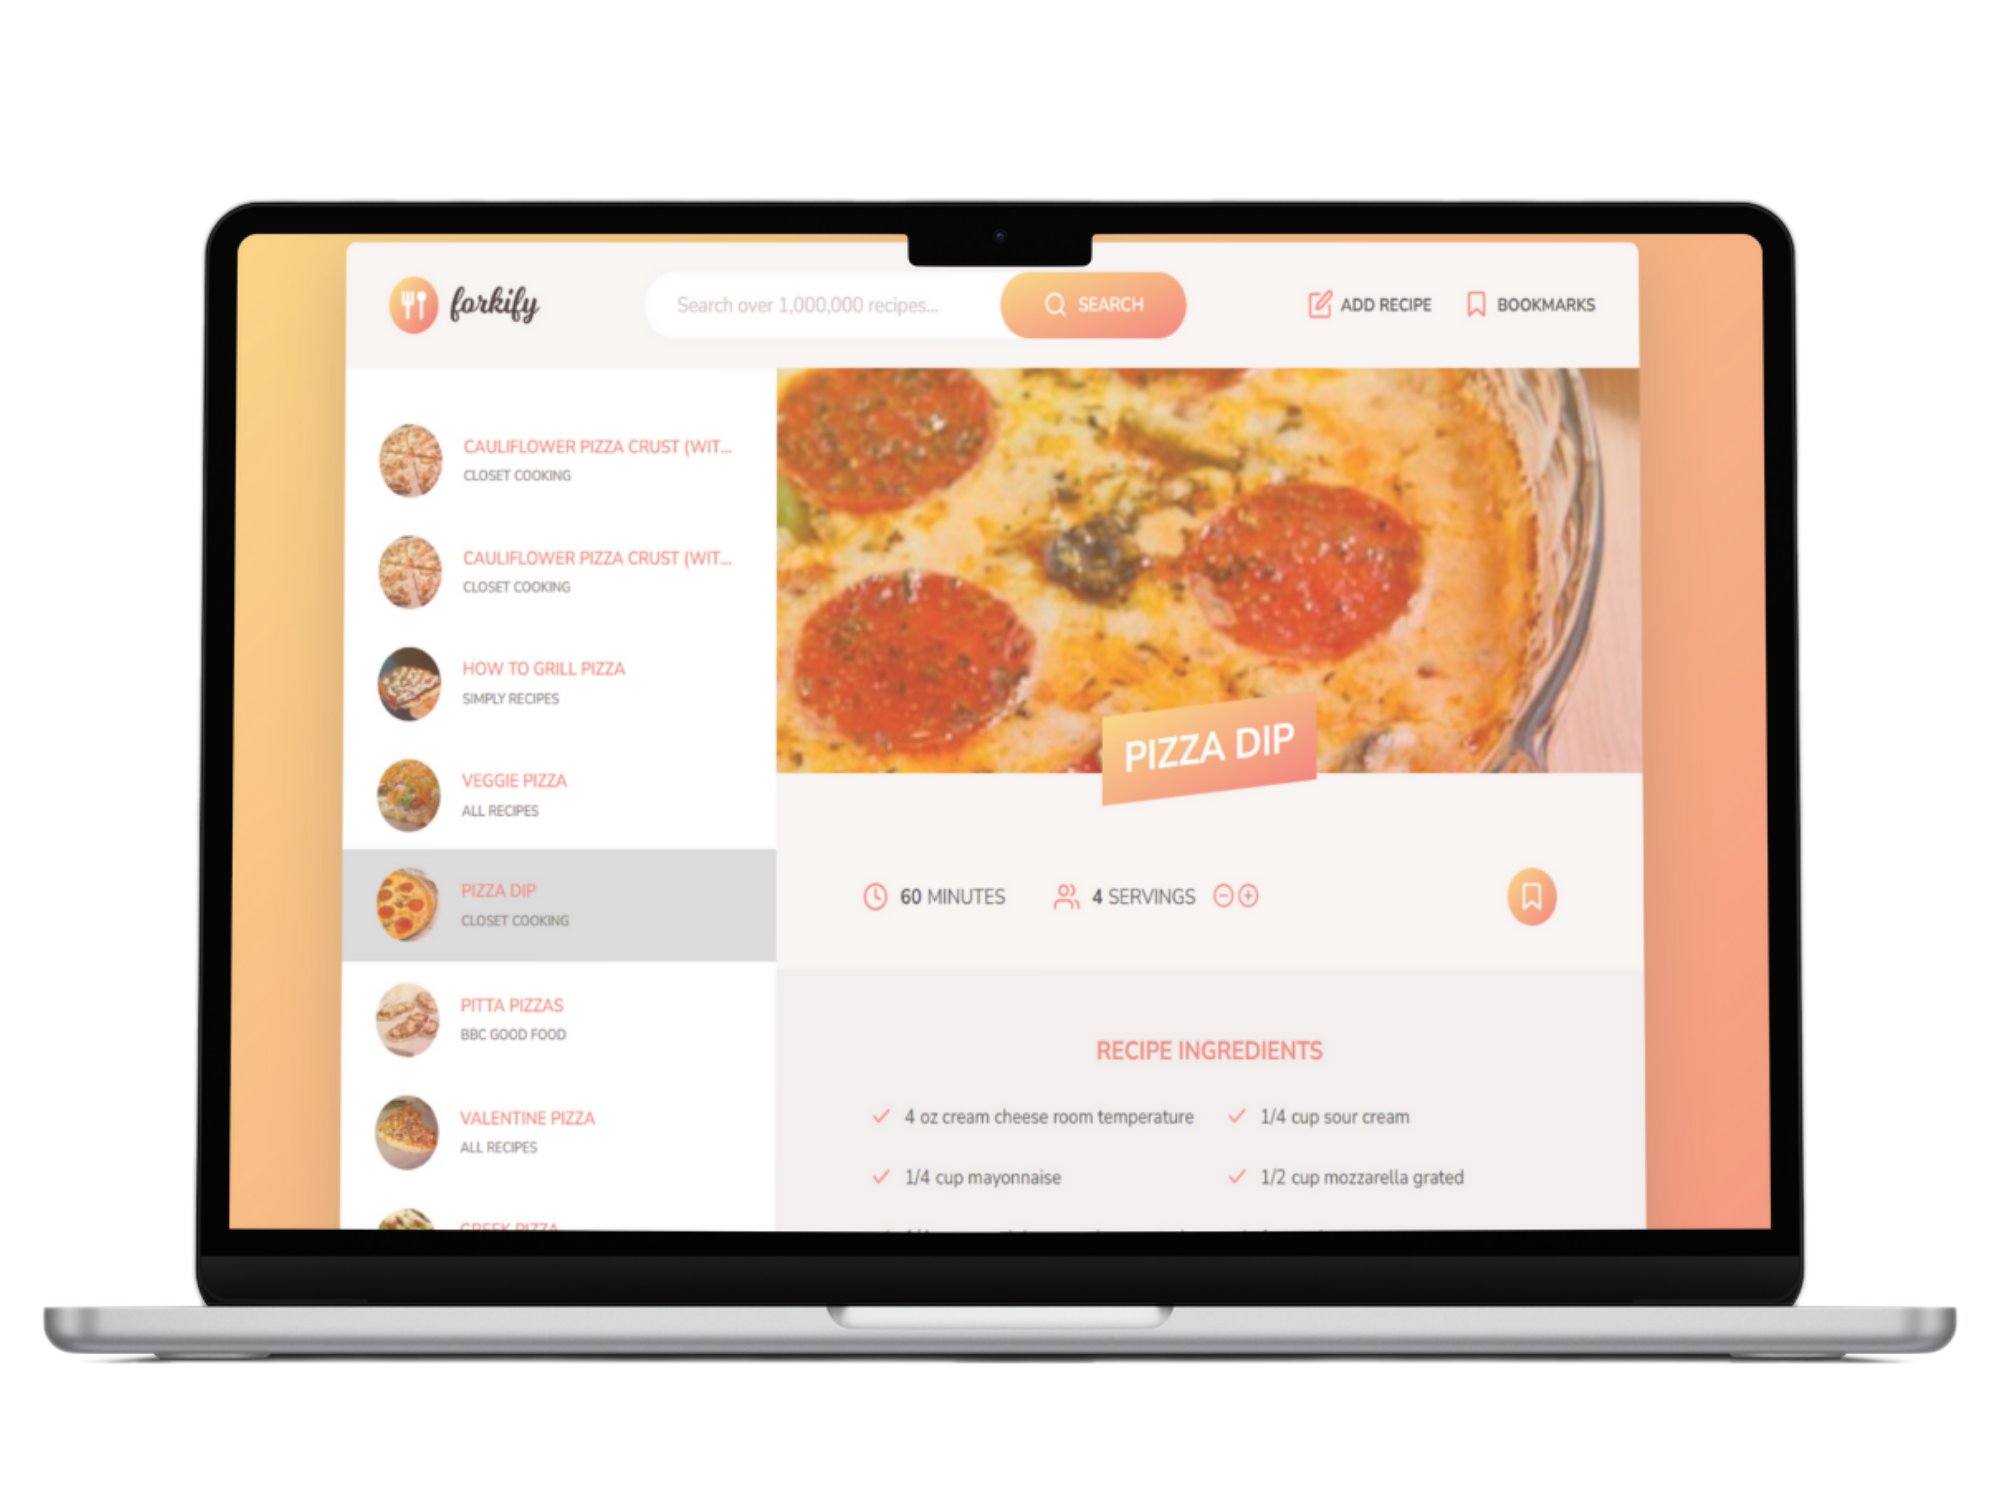 forkify
Search over 1,000,000 recipes...
SEARCH
ADD RECIPE
BOOKMARKS
CAULIFLOWER PIZZA CRUST (WIT...
CLOSET COOKING
CAULIFLOWER PIZZA CRUST (WIT...
CLOSET COOKING
HOW TO GRILL PIZZA
SIMPLY RECIPES
VEGGIE PIZZA
ALL RECIPES
PIZZA DIP
CLOSET COOKING
PITTA PIZZAS
BBC GOOD FOOD
VALENTINE PIZZA
ALL RECIPES
GREEK PIZZA
PIZZA DIP
60 MINUTES
4 SERVINGS
RECIPE INGREDIENTS
4 oz cream cheese room temperature
1/4 cup sour cream
1/4 cup mayonnaise
1/2 cup mozzarella grated